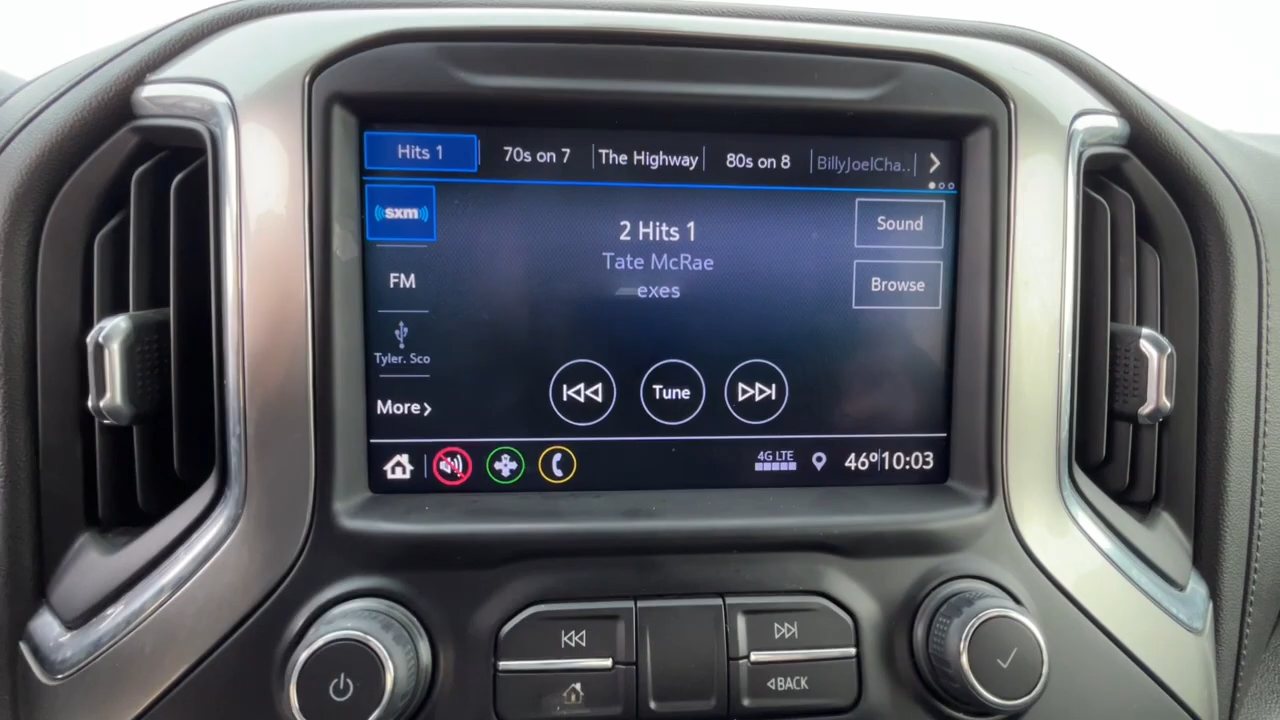 Hits 1
70s on 7
The Highway
80s on 8
BillyJoelCha..
sxm
2 Hits 1
Sound
Tate McRae
exes
FM
Browse
Tyler. Sco
Tune
More
4G LTE
46° 10:03
BACK